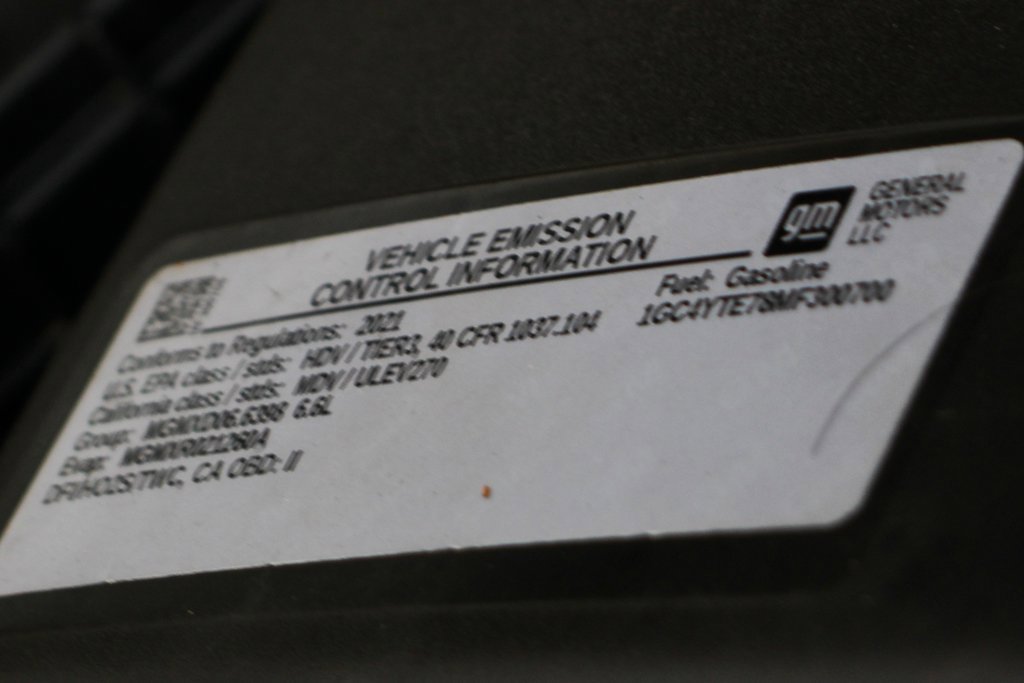 VEHICLE EMISSION
CONTROL INFORMATION
gm
GENERAL
MOTORS
LLC
Conforms to Regulations: 2021
Fuel: Gasoline
U.S. EPA class / stds: HDV / TIER3, 40 CFR 1037.104
1GC4YTE78MF300700
California class / stds: MDV / ULEV270
Group: MGMXD06.6398 6.6L
Evap: MGMXR0212260A
DFI/HO2S/TWC, CA OBD: II